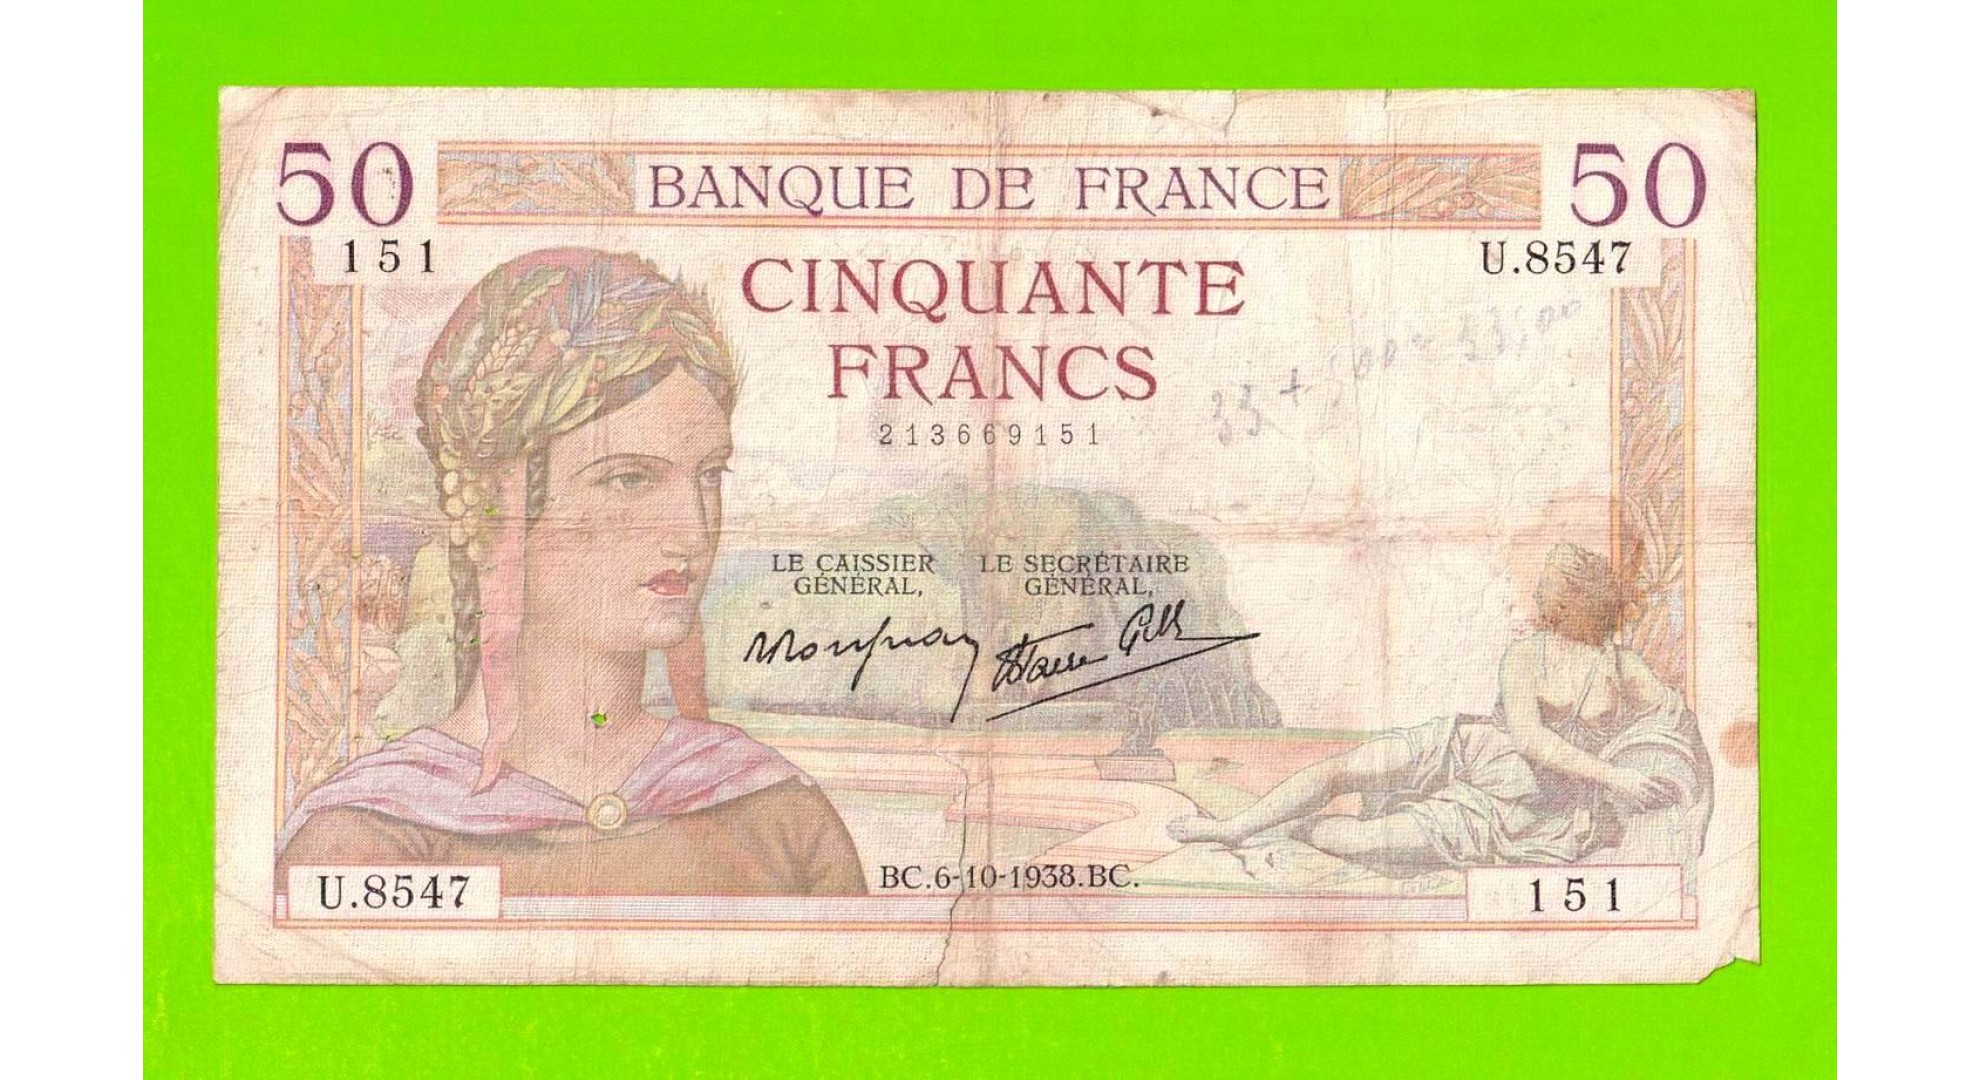 50 BANQUE DE FRANCE 50
151 U.8547
CINQUANTE
FRANCS
213669151
33 +
LE CAISSIER GÉNÉRAL,
LE SECRÉTAIRE GÉNÉRAL,
BC.6-10-1938.BC.
U.8547 151